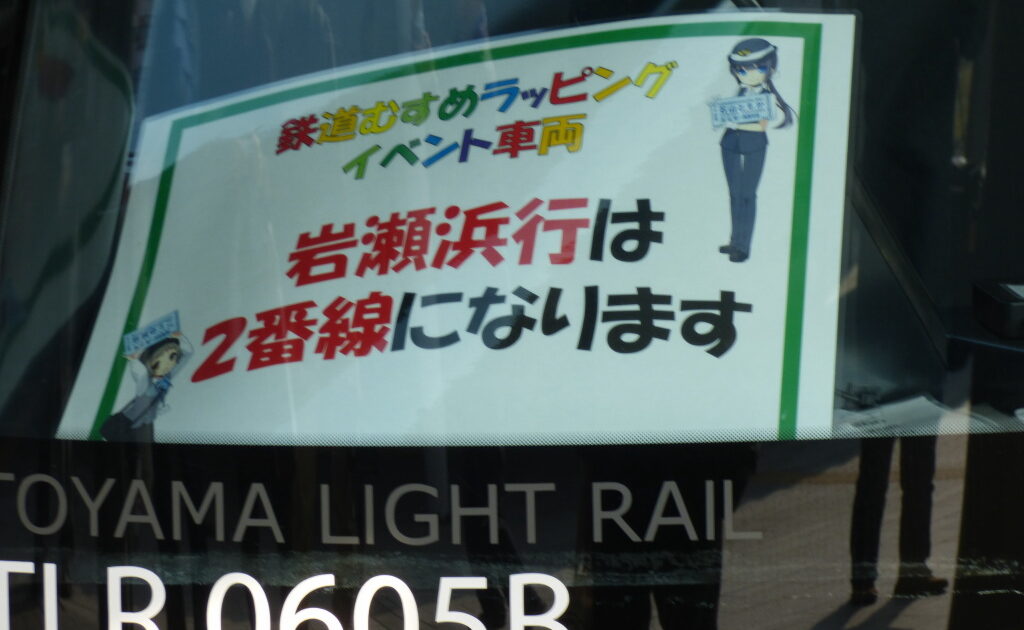 鉄道むすめラッピング
イベント車両
岩瀬浜行は
2番線になります
TOYAMA LIGHT RAIL
TLR 0605B